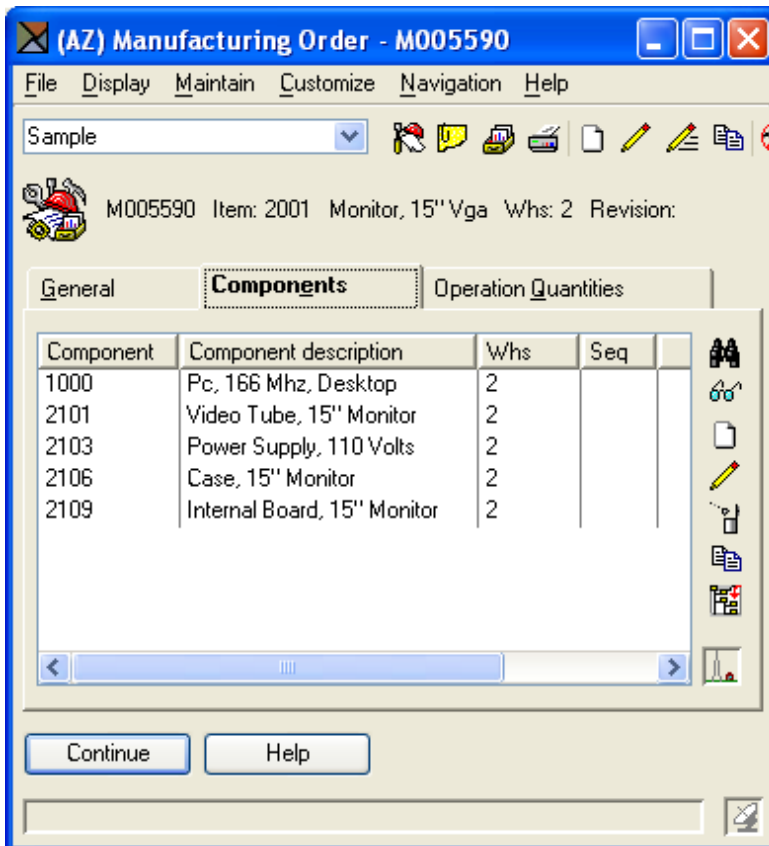 (AZ) Manufacturing Order - M005590
File Display Maintain Customize Navigation Help
Sample
M005590 Item: 2001 Monitor, 15" Vga Whs: 2 Revision:
General Components Operation Quantities
Component Component description Whs Seq
1000 Pc, 166 Mhz, Desktop 2
2101 Video Tube, 15" Monitor 2
2103 Power Supply, 110 Volts 2
2106 Case, 15" Monitor 2
2109 Internal Board, 15" Monitor 2
Continue Help